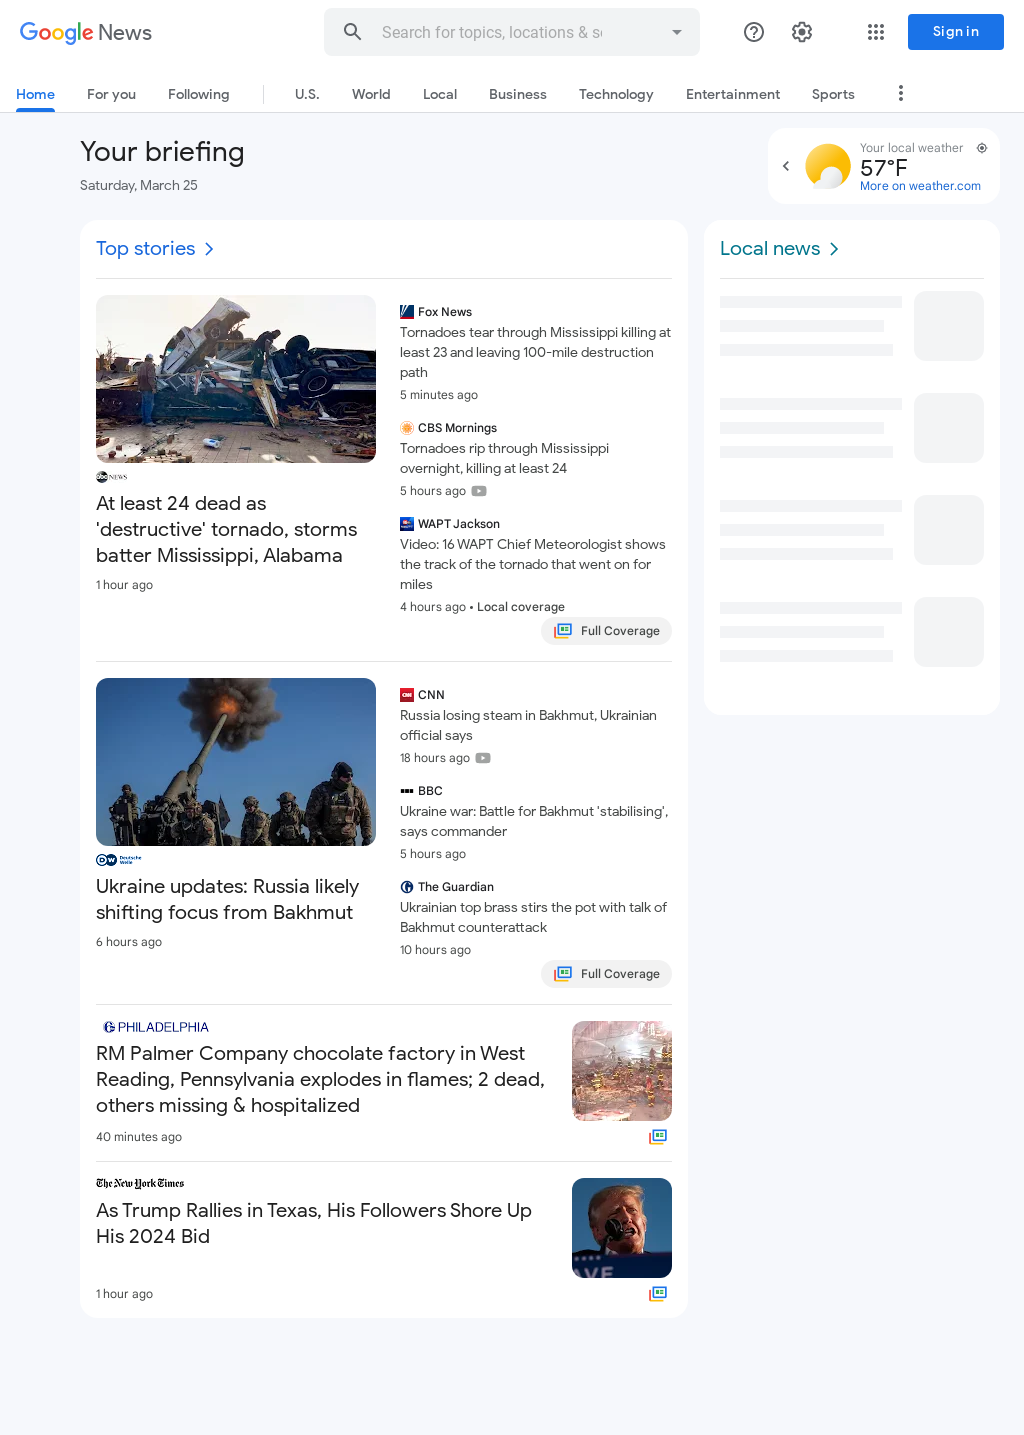 Google News
Search for topics, locations & so
Sign in
Home
For you
Following
U.S.
World
Local
Business
Technology
Entertainment
Sports
Your briefing
Saturday, March 25
Your local weather
57°F
More on weather.com
Top stories
abc NEWS
At least 24 dead as
'destructive' tornado, storms
batter Mississippi, Alabama
1 hour ago
Fox News
Tornadoes tear through Mississippi killing at
least 23 and leaving 100-mile destruction
path
5 minutes ago
CBS Mornings
Tornadoes rip through Mississippi
overnight, killing at least 24
5 hours ago
WAPT Jackson
Video: 16 WAPT Chief Meteorologist shows
the track of the tornado that went on for
miles
4 hours ago • Local coverage
Full Coverage
DW Deutsche
Welle
Ukraine updates: Russia likely
shifting focus from Bakhmut
6 hours ago
CNN
Russia losing steam in Bakhmut, Ukrainian
official says
18 hours ago
BBC
Ukraine war: Battle for Bakhmut 'stabilising',
says commander
5 hours ago
The Guardian
Ukrainian top brass stirs the pot with talk of
Bakhmut counterattack
10 hours ago
Full Coverage
PHILADELPHIA
RM Palmer Company chocolate factory in West
Reading, Pennsylvania explodes in flames; 2 dead,
others missing & hospitalized
40 minutes ago
The New York Times
As Trump Rallies in Texas, His Followers Shore Up
His 2024 Bid
1 hour ago
Local news